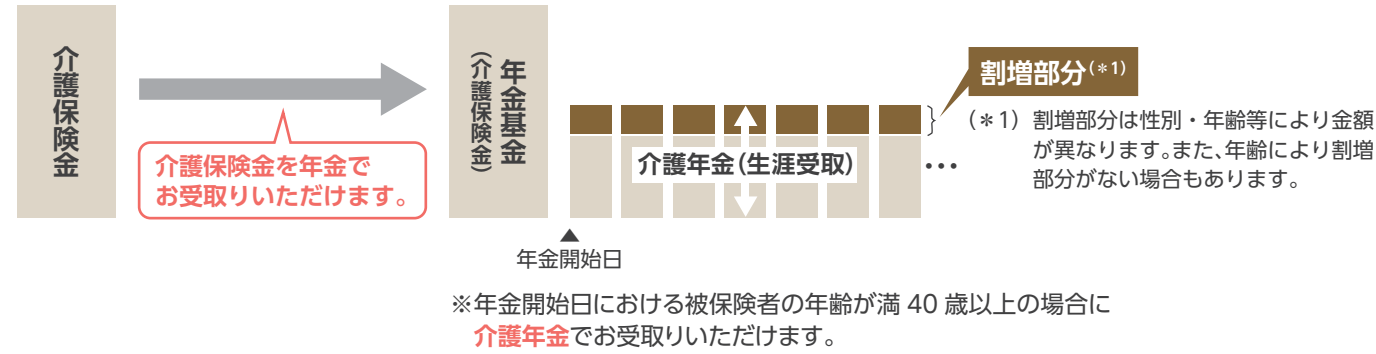 介護保険金
介護保険金を年金で
お受取りいただけます。
年金基金
（介護保険金）
介護年金（生涯受取）
…
割増部分（＊1）
（＊1）割増部分は性別・年齢等により金額
が異なります。また、年齢により割増
部分がない場合もあります。
▲
年金開始日
※年金開始日における被保険者の年齢が満 40 歳以上の場合に
介護年金でお受取りいただけます。